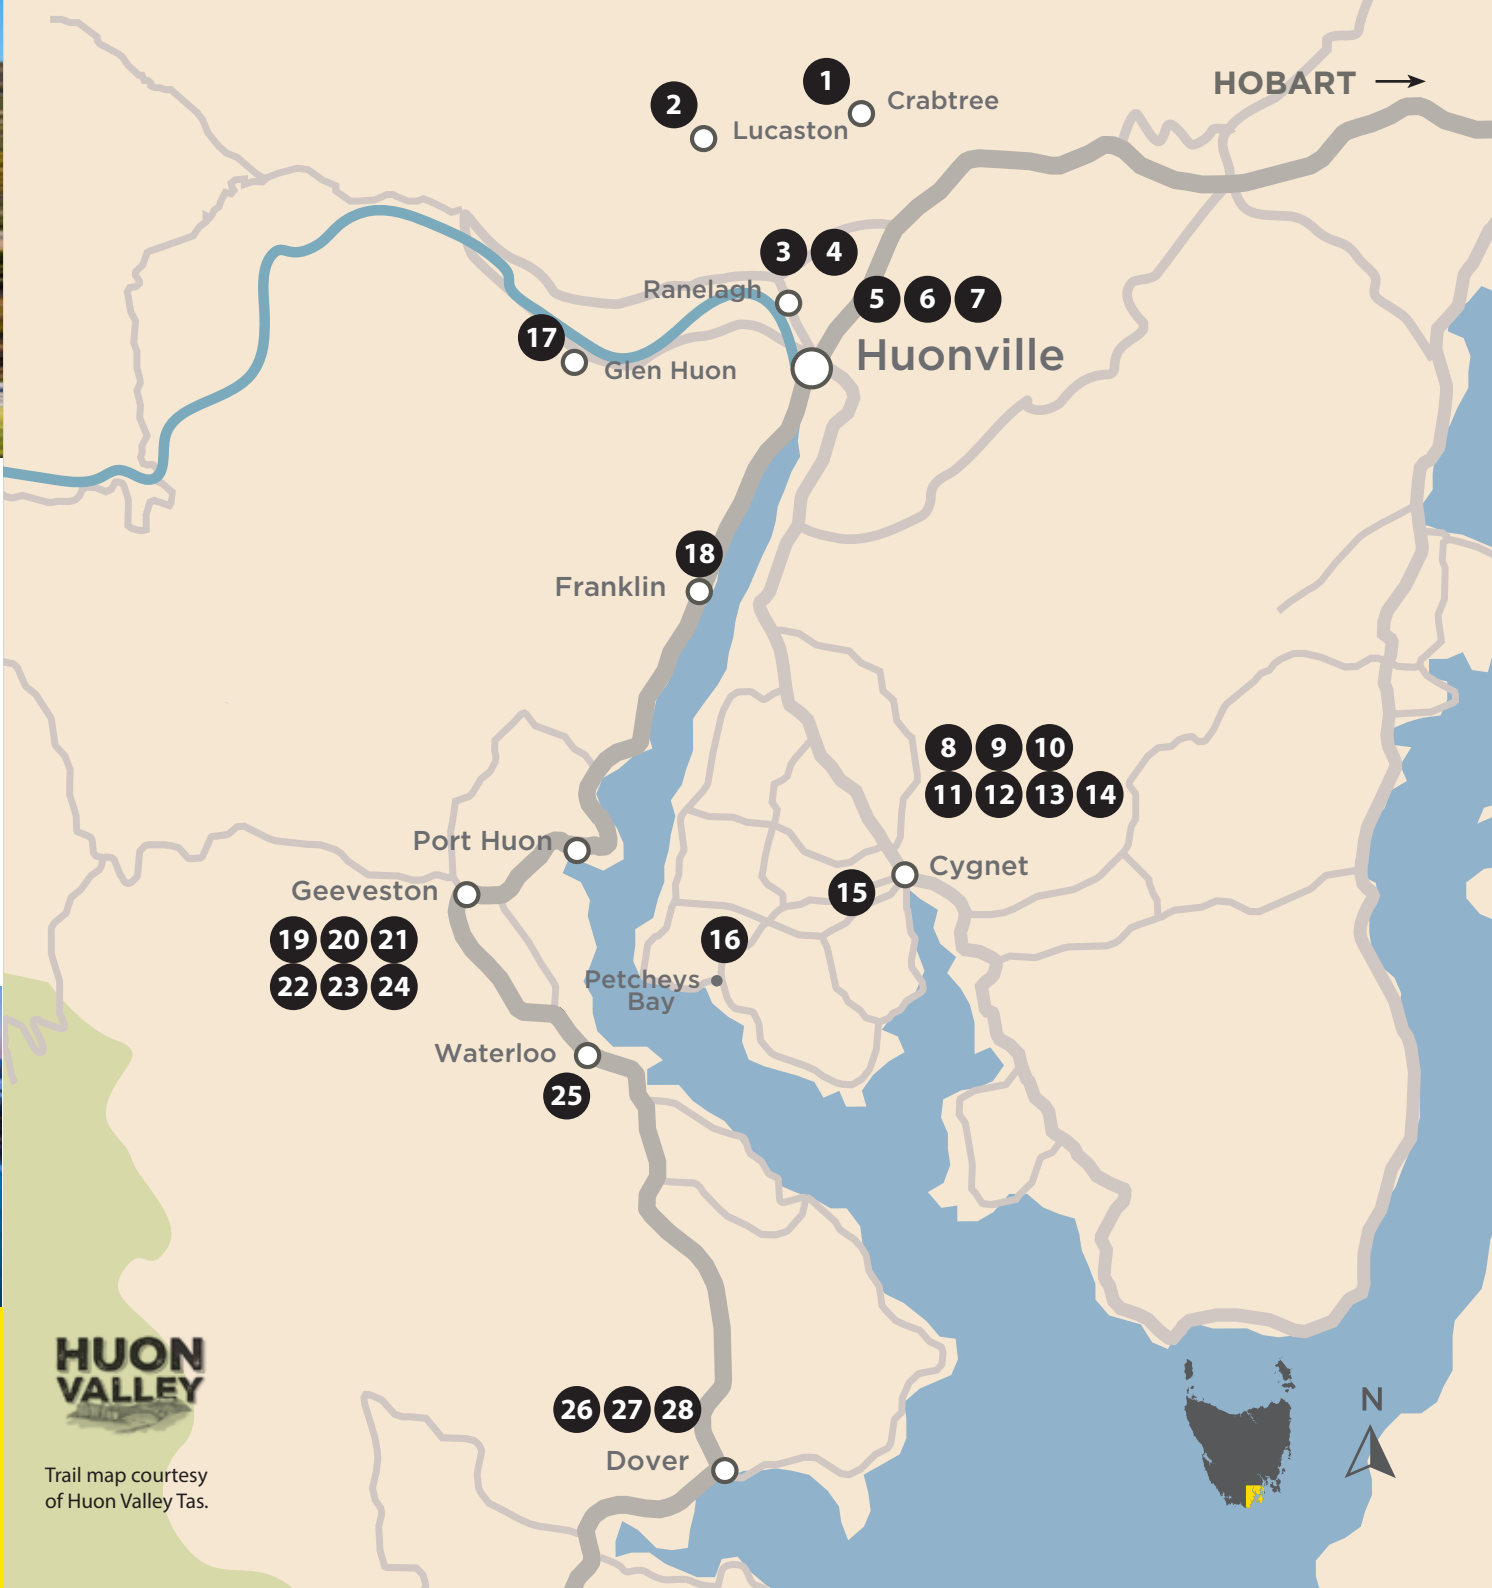 HOBART
1
Crabtree
2
Lucaston
3 4
Ranelagh
5 6 7
Huonville
17
Glen Huon
18
Franklin
8 9 10
11 12 13 14
Port Huon
Cygnet
15
Geeveston
19 20 21
22 23 24
16
Petcheys
Bay
Waterloo
25
26 27 28
Dover
HUON
VALLEY
Trail map courtesy
of Huon Valley Tas.
N